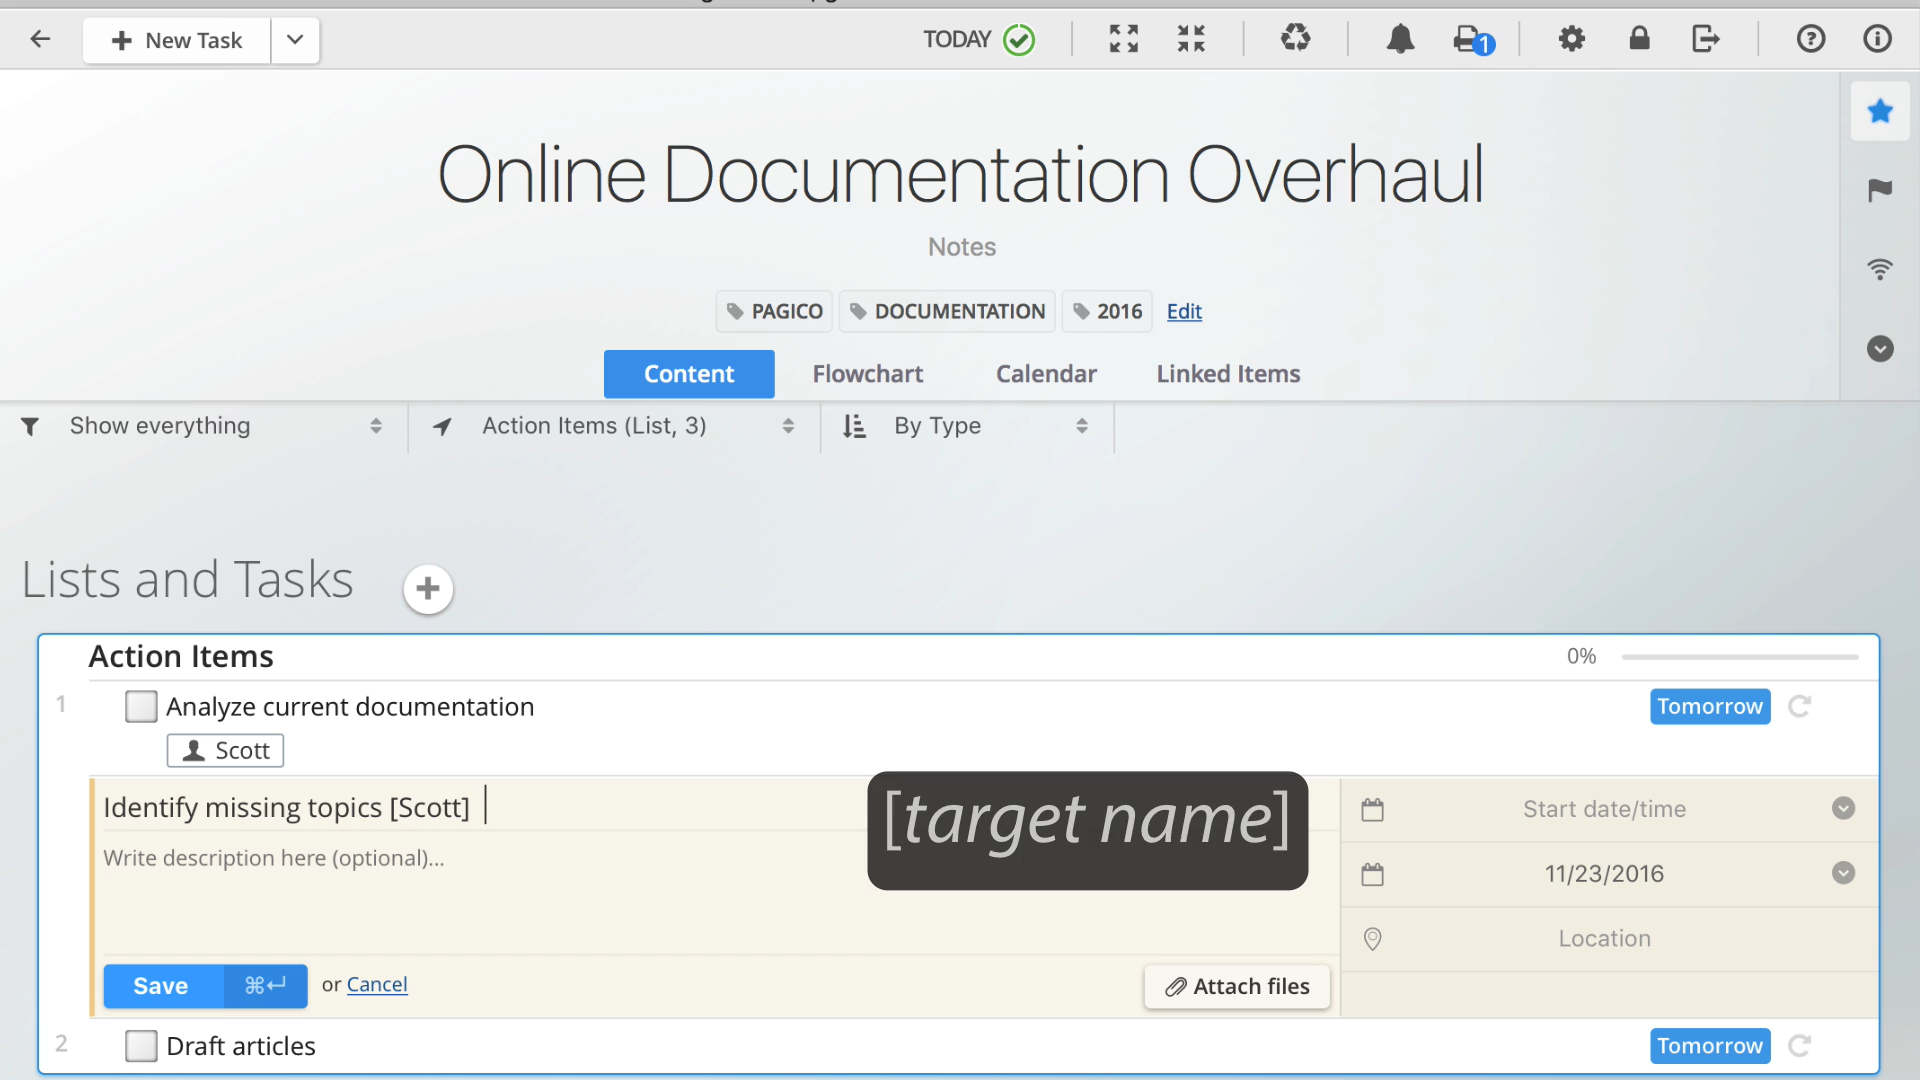 New Task
TODAY
1
Online Documentation Overhaul
Notes
PAGICO DOCUMENTATION 2016 Edit
Content Flowchart Calendar Linked Items
Show everything Action Items (List, 3) By Type
Lists and Tasks
Action Items 0%
1 Analyze current documentation Tomorrow
Scott
Identify missing topics [Scott]
[target name]
Start date/time
Write description here (optional)...
11/23/2016
Location
Save ⌘↵ or Cancel Attach files
2 Draft articles Tomorrow